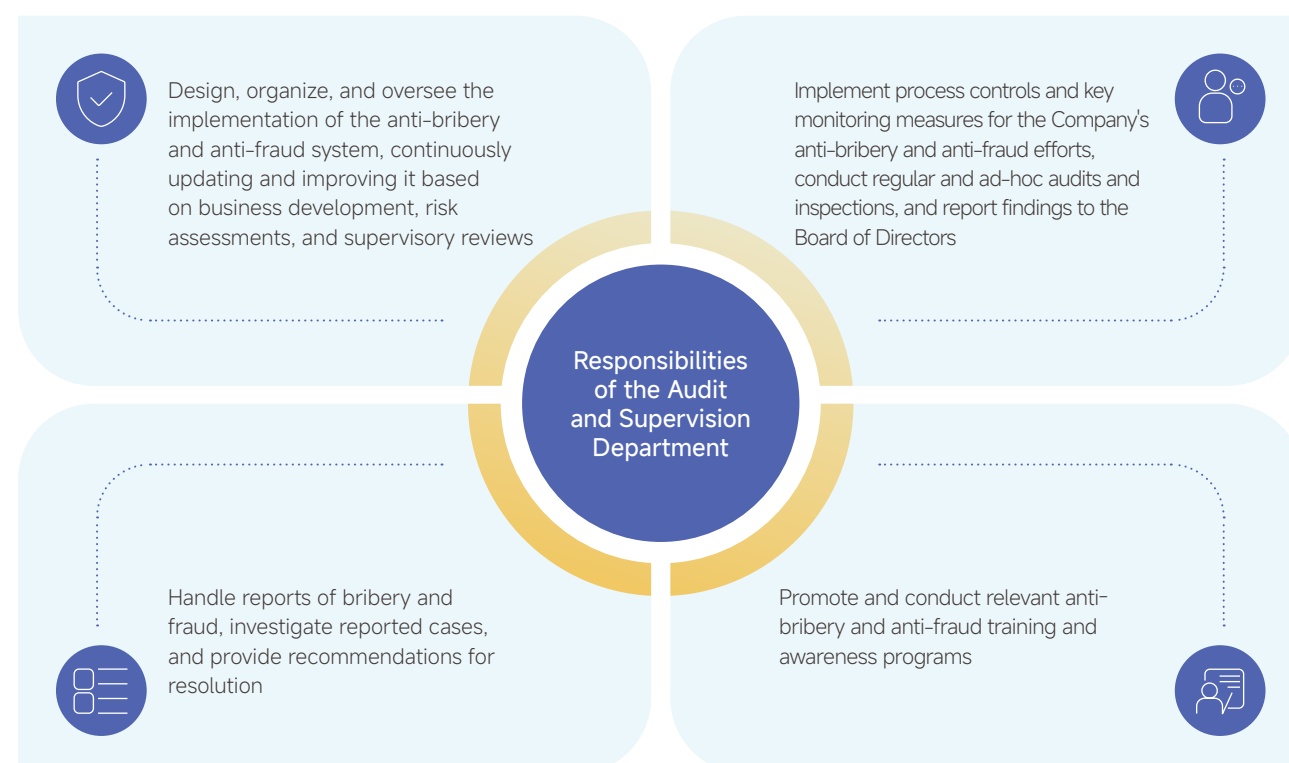 Design, organize, and oversee the
implementation of the anti-bribery
and anti-fraud system, continuously
updating and improving it based
on business development, risk
assessments, and supervisory reviews
Implement process controls and key
monitoring measures for the Company's
anti-bribery and anti-fraud efforts,
conduct regular and ad-hoc audits and
inspections, and report findings to the
Board of Directors
Responsibilities
of the Audit
and Supervision
Department
Handle reports of bribery and
fraud, investigate reported cases,
and provide recommendations for
resolution
Promote and conduct relevant anti-
bribery and anti-fraud training and
awareness programs